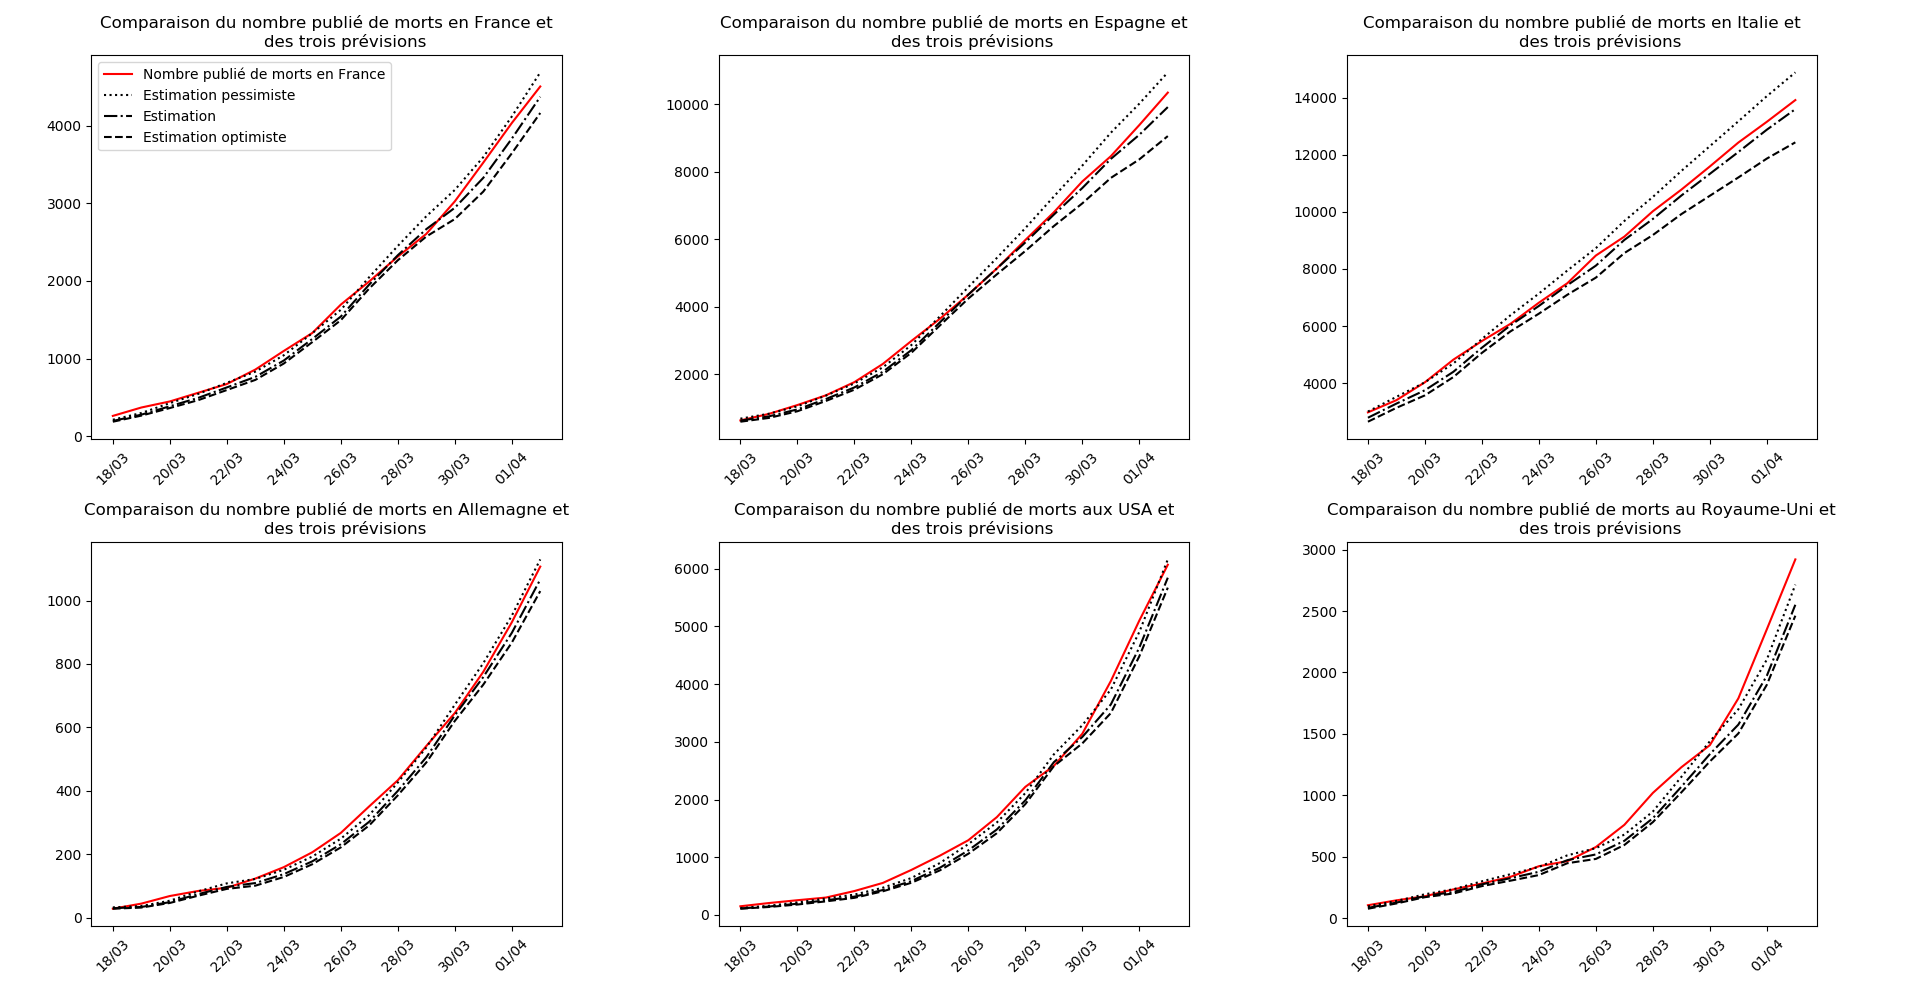 Comparaison du nombre publié de morts en France et
des trois prévisions
Nombre publié de morts en France
Estimation pessimiste
Estimation
Estimation optimiste
4000
3000
2000
1000
0
18/03 20/03 22/03 24/03 26/03 28/03 30/03 01/04
Comparaison du nombre publié de morts en Espagne et
des trois prévisions
10000
8000
6000
4000
2000
18/03 20/03 22/03 24/03 26/03 28/03 30/03 01/04
Comparaison du nombre publié de morts en Italie et
des trois prévisions
14000
12000
10000
8000
6000
4000
18/03 20/03 22/03 24/03 26/03 28/03 30/03 01/04
Comparaison du nombre publié de morts en Allemagne et
des trois prévisions
1000
800
600
400
200
0
18/03 20/03 22/03 24/03 26/03 28/03 30/03 01/04
Comparaison du nombre publié de morts aux USA et
des trois prévisions
6000
5000
4000
3000
2000
1000
0
18/03 20/03 22/03 24/03 26/03 28/03 30/03 01/04
Comparaison du nombre publié de morts au Royaume-Uni et
des trois prévisions
3000
2500
2000
1500
1000
500
0
18/03 20/03 22/03 24/03 26/03 28/03 30/03 01/04